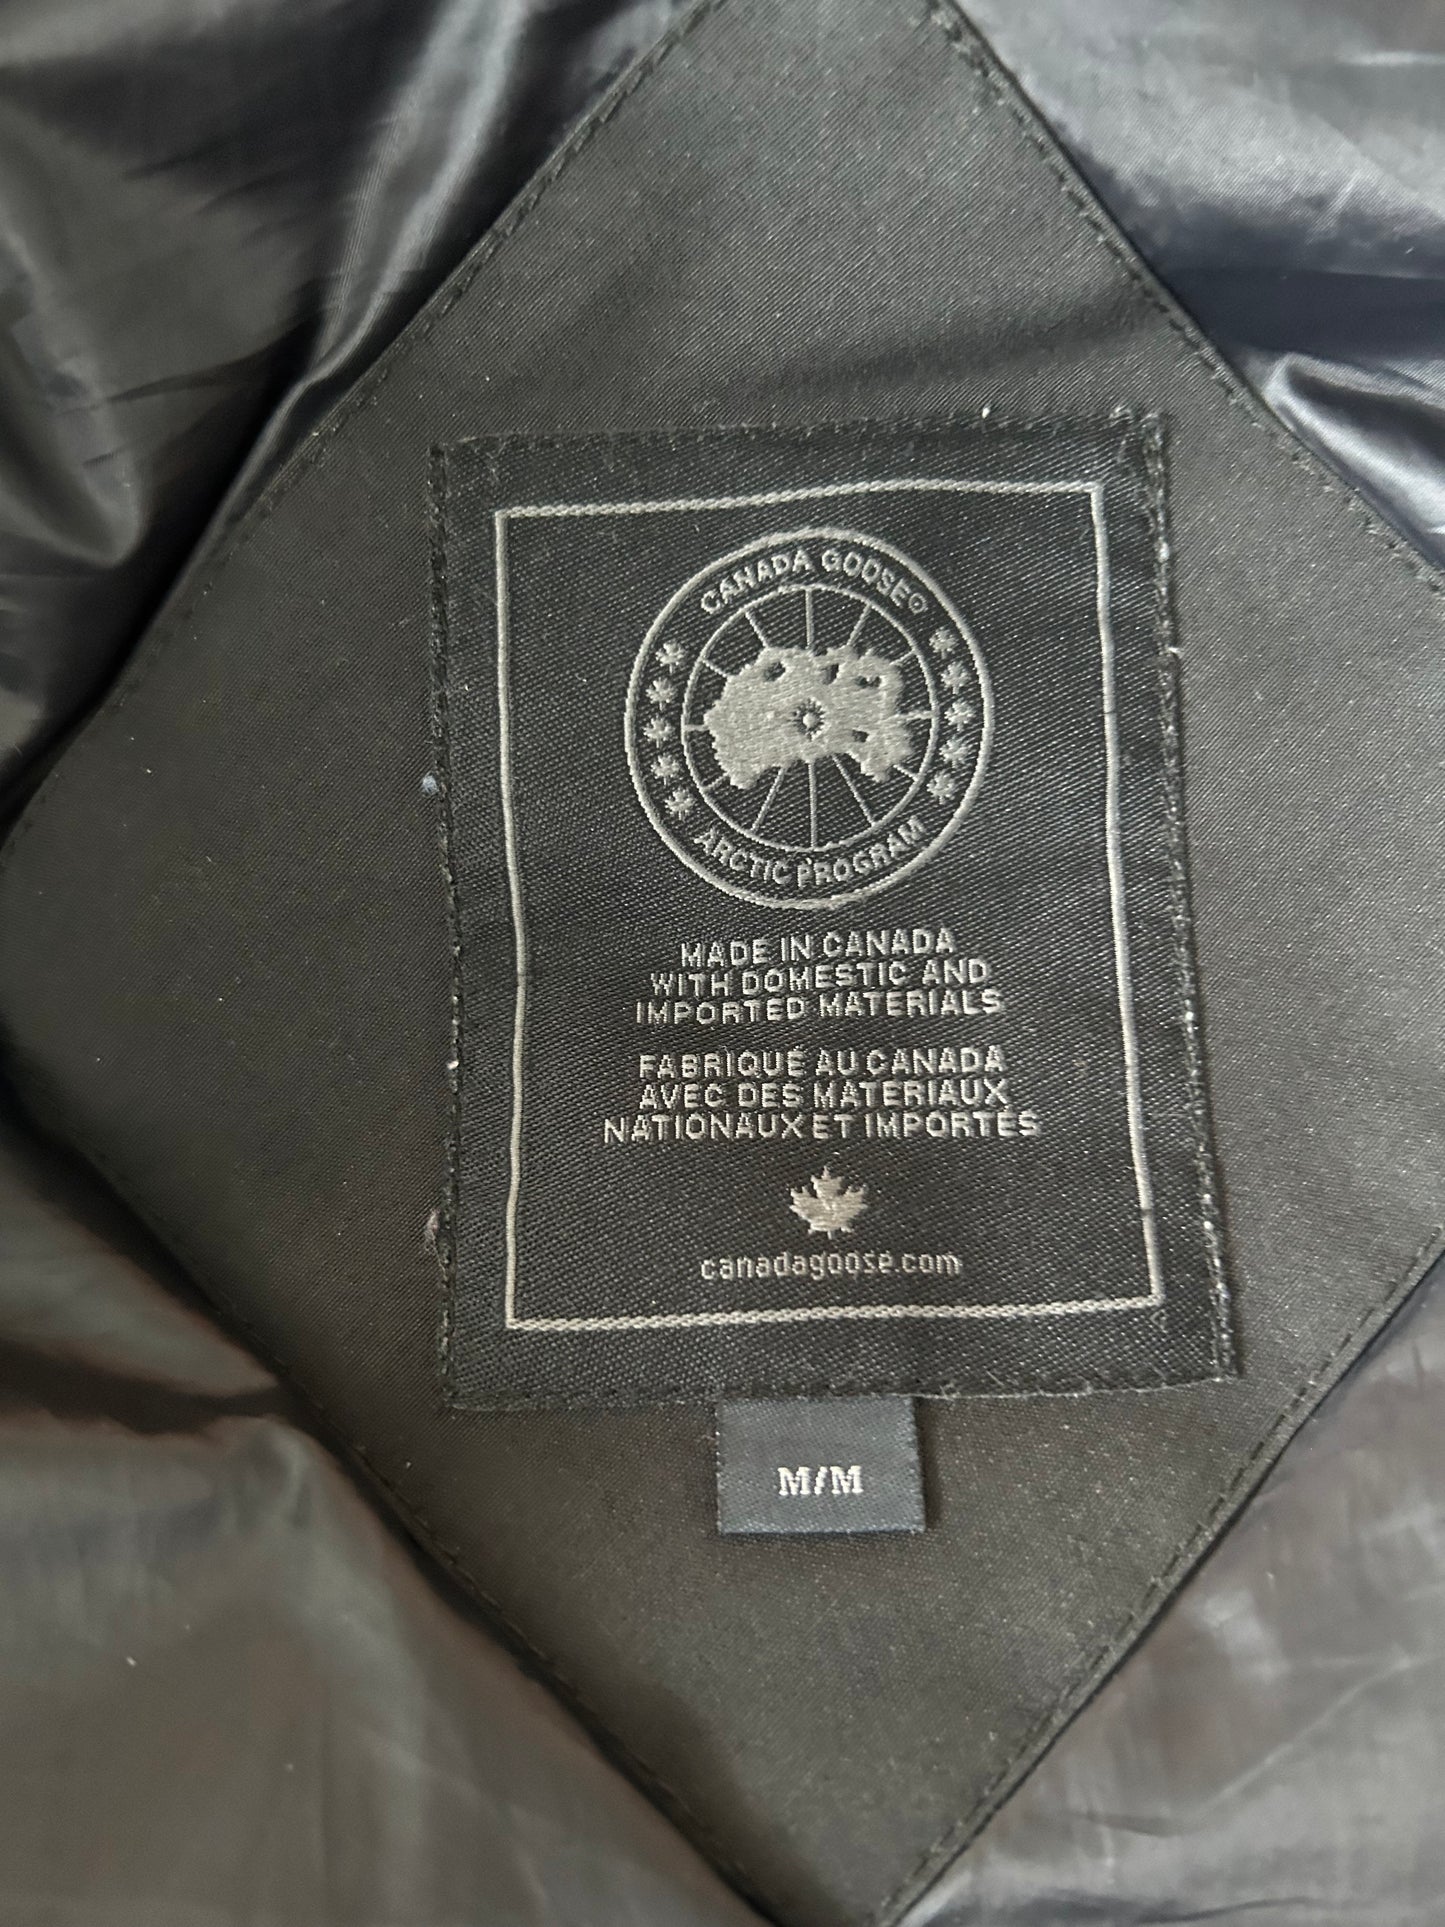 CANADA GOOSE®
ARCTIC PROGRAM
MADE IN CANADA
WITH DOMESTIC AND
IMPORTED MATERIALS
FABRIQUÉ AU CANADA
AVEC DES MATÉRIAUX
NATIONAUX ET IMPORTÉS
canadagoose.com
M/M